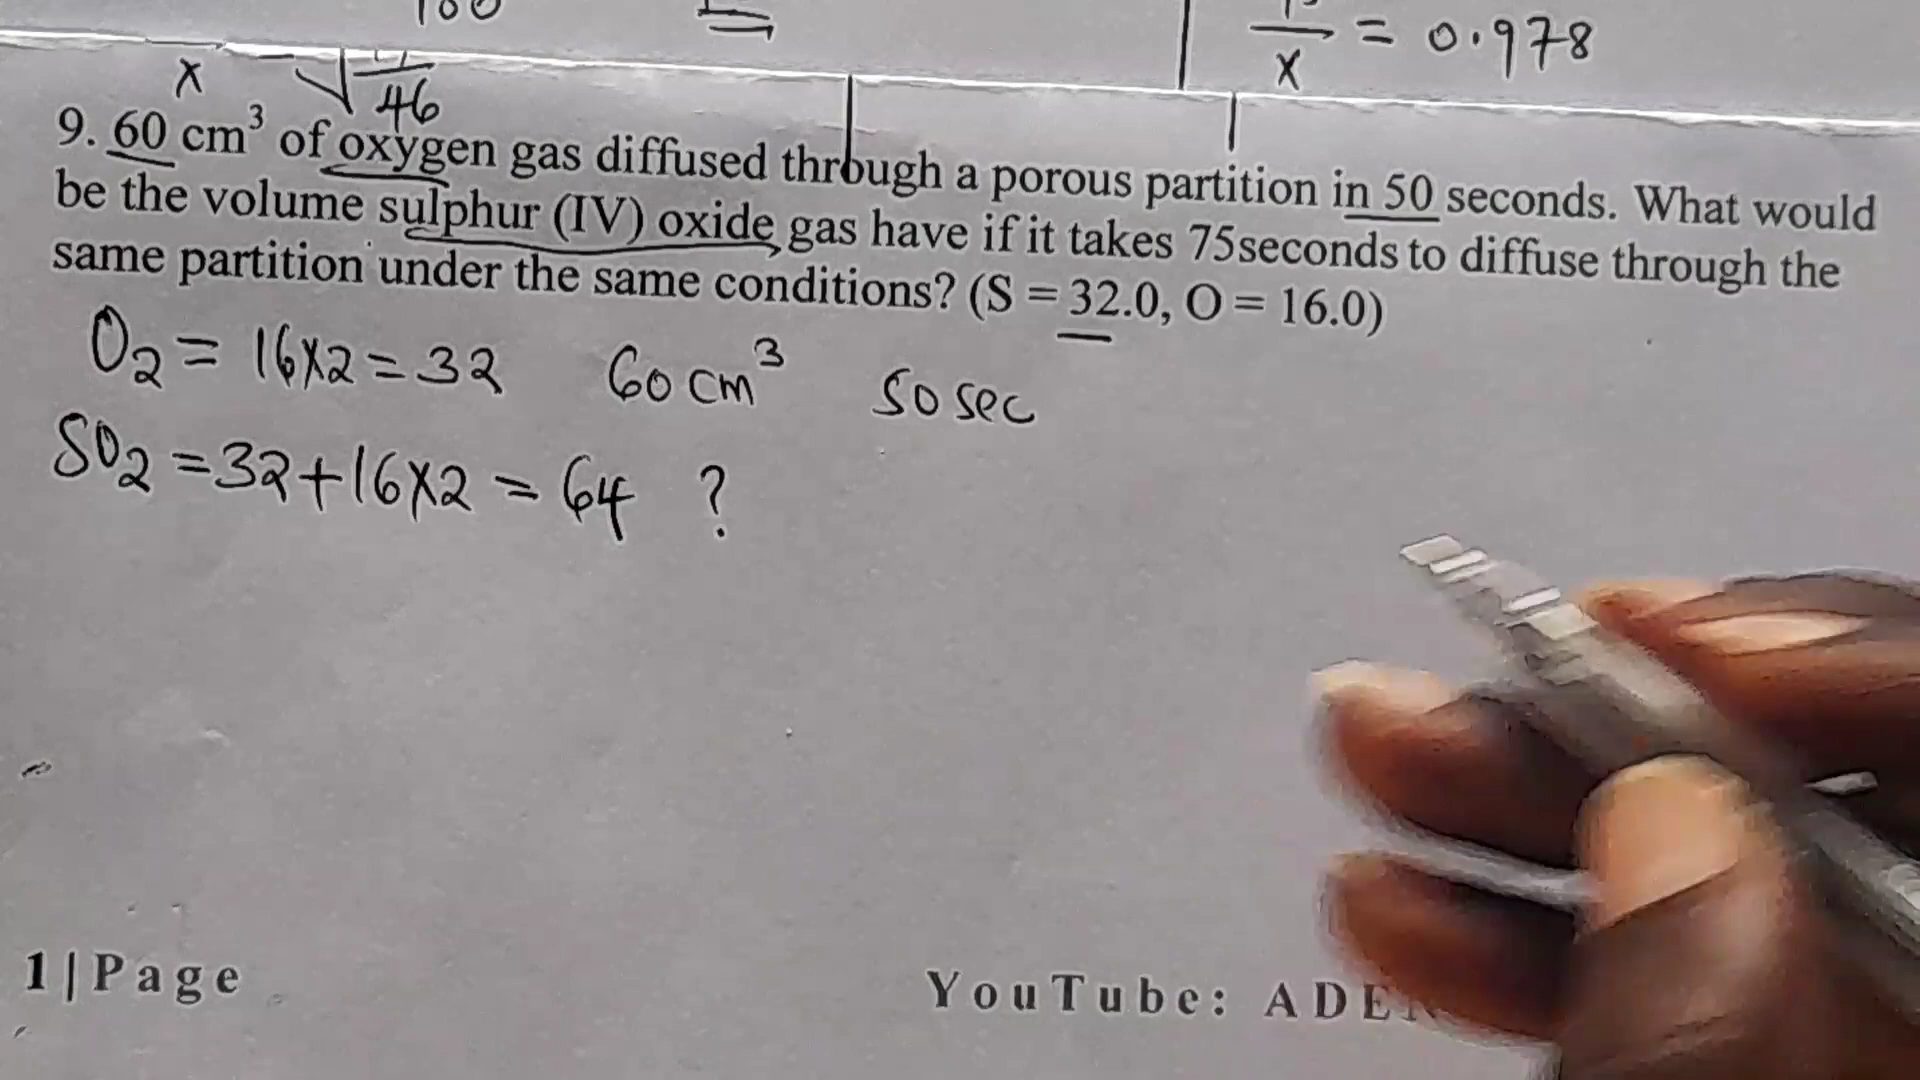 100
x = 0.978
x √ 46
9. 60 cm³ of oxygen gas diffused through a porous partition in 50 seconds. What would
be the volume sulphur (IV) oxide gas have if it takes 75seconds to diffuse through the
same partition under the same conditions? (S = 32.0, O = 16.0)
O₂ = 16x2 = 32 60 cm³ 50 sec
SO₂ = 32+16x2 = 64 ?
1|Page YouTube: